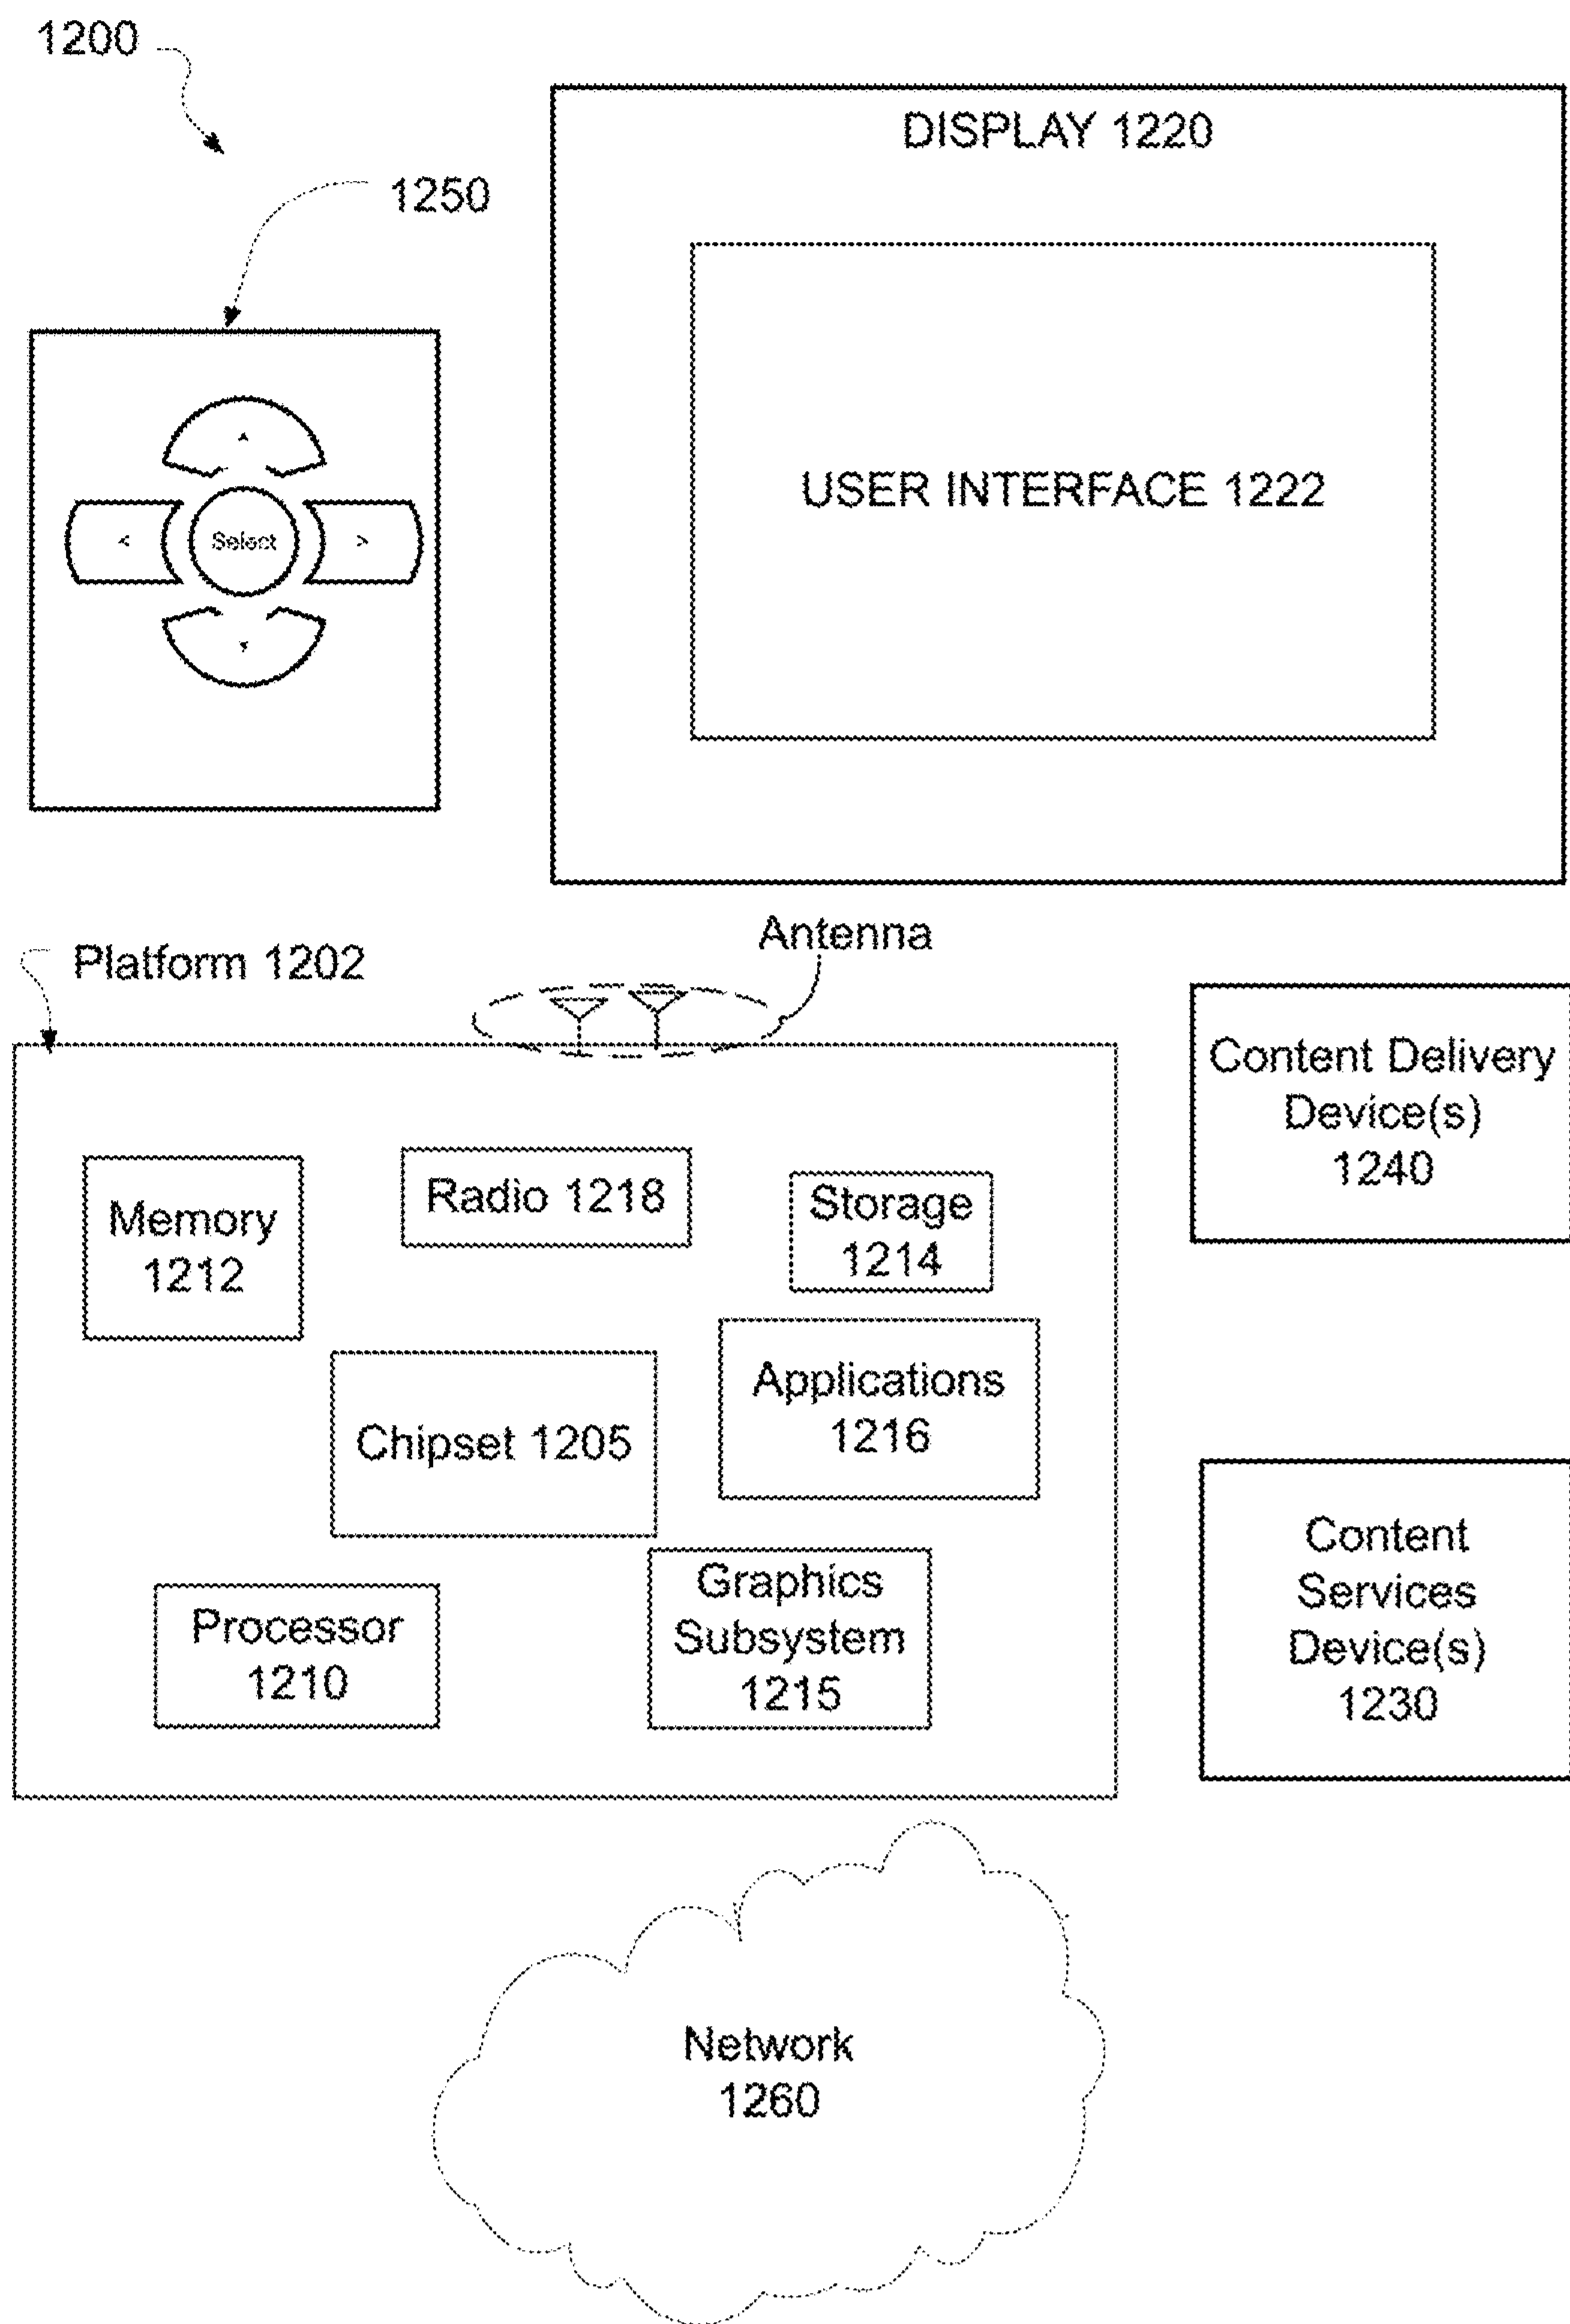 1200
1250
DISPLAY 1220
USER INTERFACE 1222
<
Select
>
Platform 1202
Antenna
Memory
1212
Radio 1218
Storage
1214
Chipset 1205
Applications
1216
Processor
1210
Graphics
Subsystem
1215
Content Delivery
Device(s)
1240
Content
Services
Device(s)
1230
Network
1260